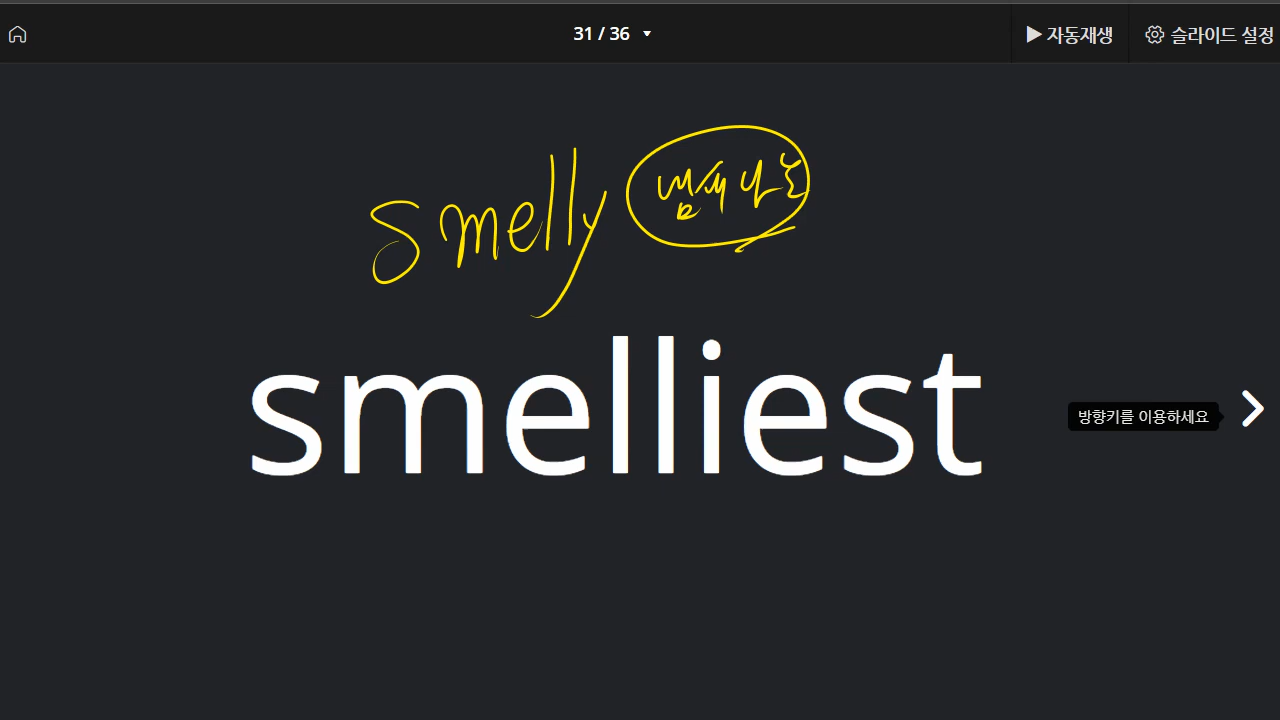 31 / 36
자동재생
슬라이드 설정
smelly 냄새 나는
smelliest
방향키를 이용하세요